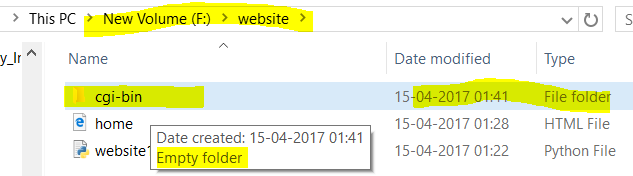 This PC > New Volume (F:) > website >
S
y_In
Name Date modified Type
cgi-bin 15-04-2017 01:41 File folder
home 15-04-2017 01:28 HTML File
website1 15-04-2017 01:22 Python File
Date created: 15-04-2017 01:41
Empty folder